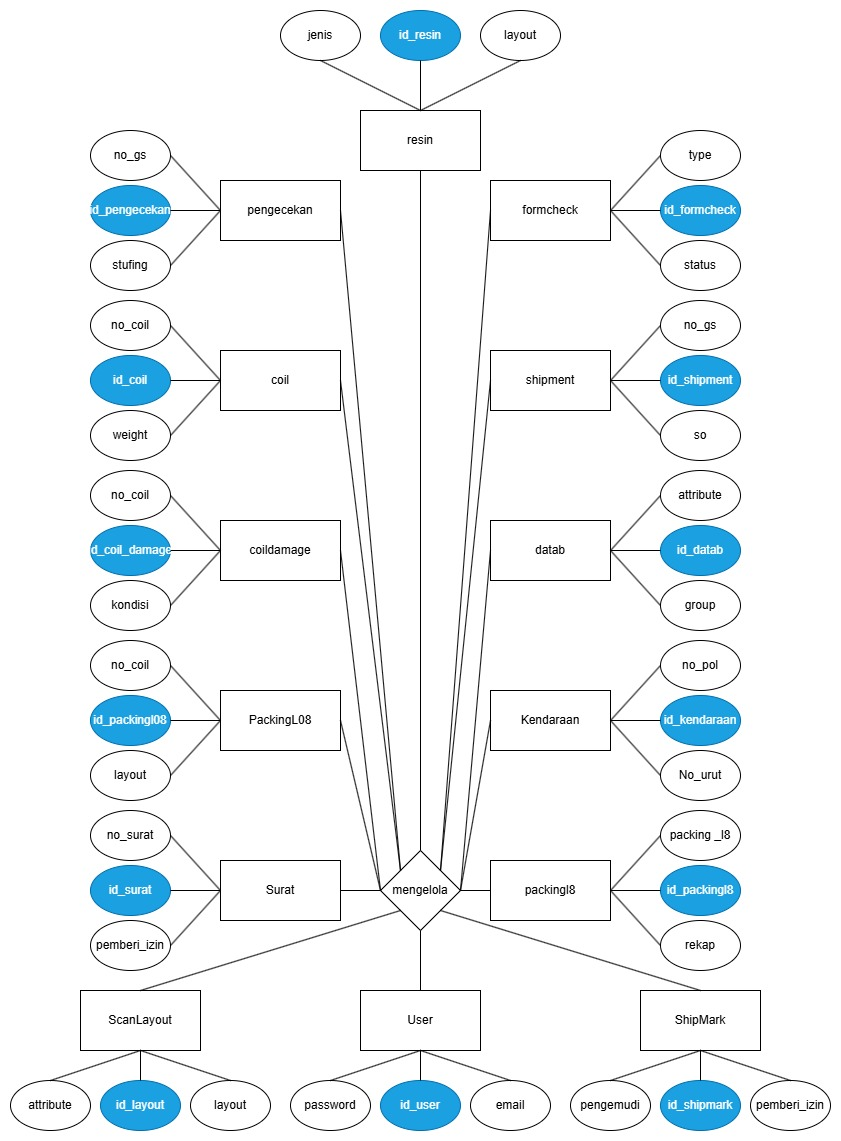 jenis
id_resin
layout
resin
no_gs
id_pengecekan
stufing
pengecekan
formcheck
type
id_formcheck
status
no_coil
id_coil
weight
coil
shipment
no_gs
id_shipment
so
no_coil
d_coil_damage
kondisi
coildamage
datab
attribute
id_datab
group
no_coil
id_packingl08
layout
PackingL08
Kendaraan
no_pol
id_kendaraan
No_urut
no_surat
id_surat
pemberi_izin
Surat
mengelola
packingl8
packing _l8
id_packingl8
rekap
ScanLayout
User
ShipMark
attribute
id_layout
layout
password
id_user
email
pengemudi
id_shipmark
pemberi_izin